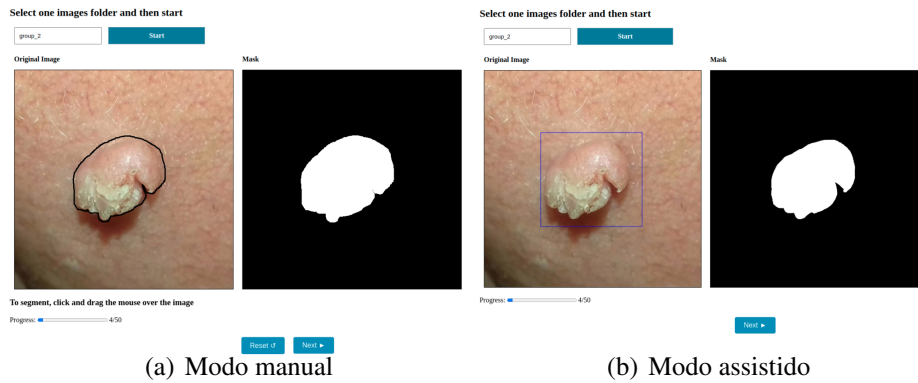 Select one images folder and then start
group_2
Start
Original Image
Mask
To segment, click and drag the mouse over the image
Progress: 4/50
Reset ↺
Next ►
(a) Modo manual
Select one images folder and then start
group_2
Start
Original Image
Mask
Progress: 4/50
Next ►
(b) Modo assistido